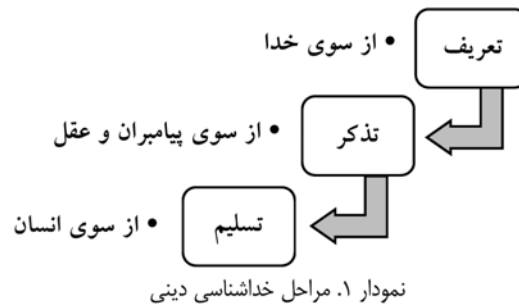 تعریف • از سوی خدا
تذکر • از سوی پیامبران و عقل
تسلیم • از سوی انسان
نمودار ۱. مراحل خداشناسی دینی